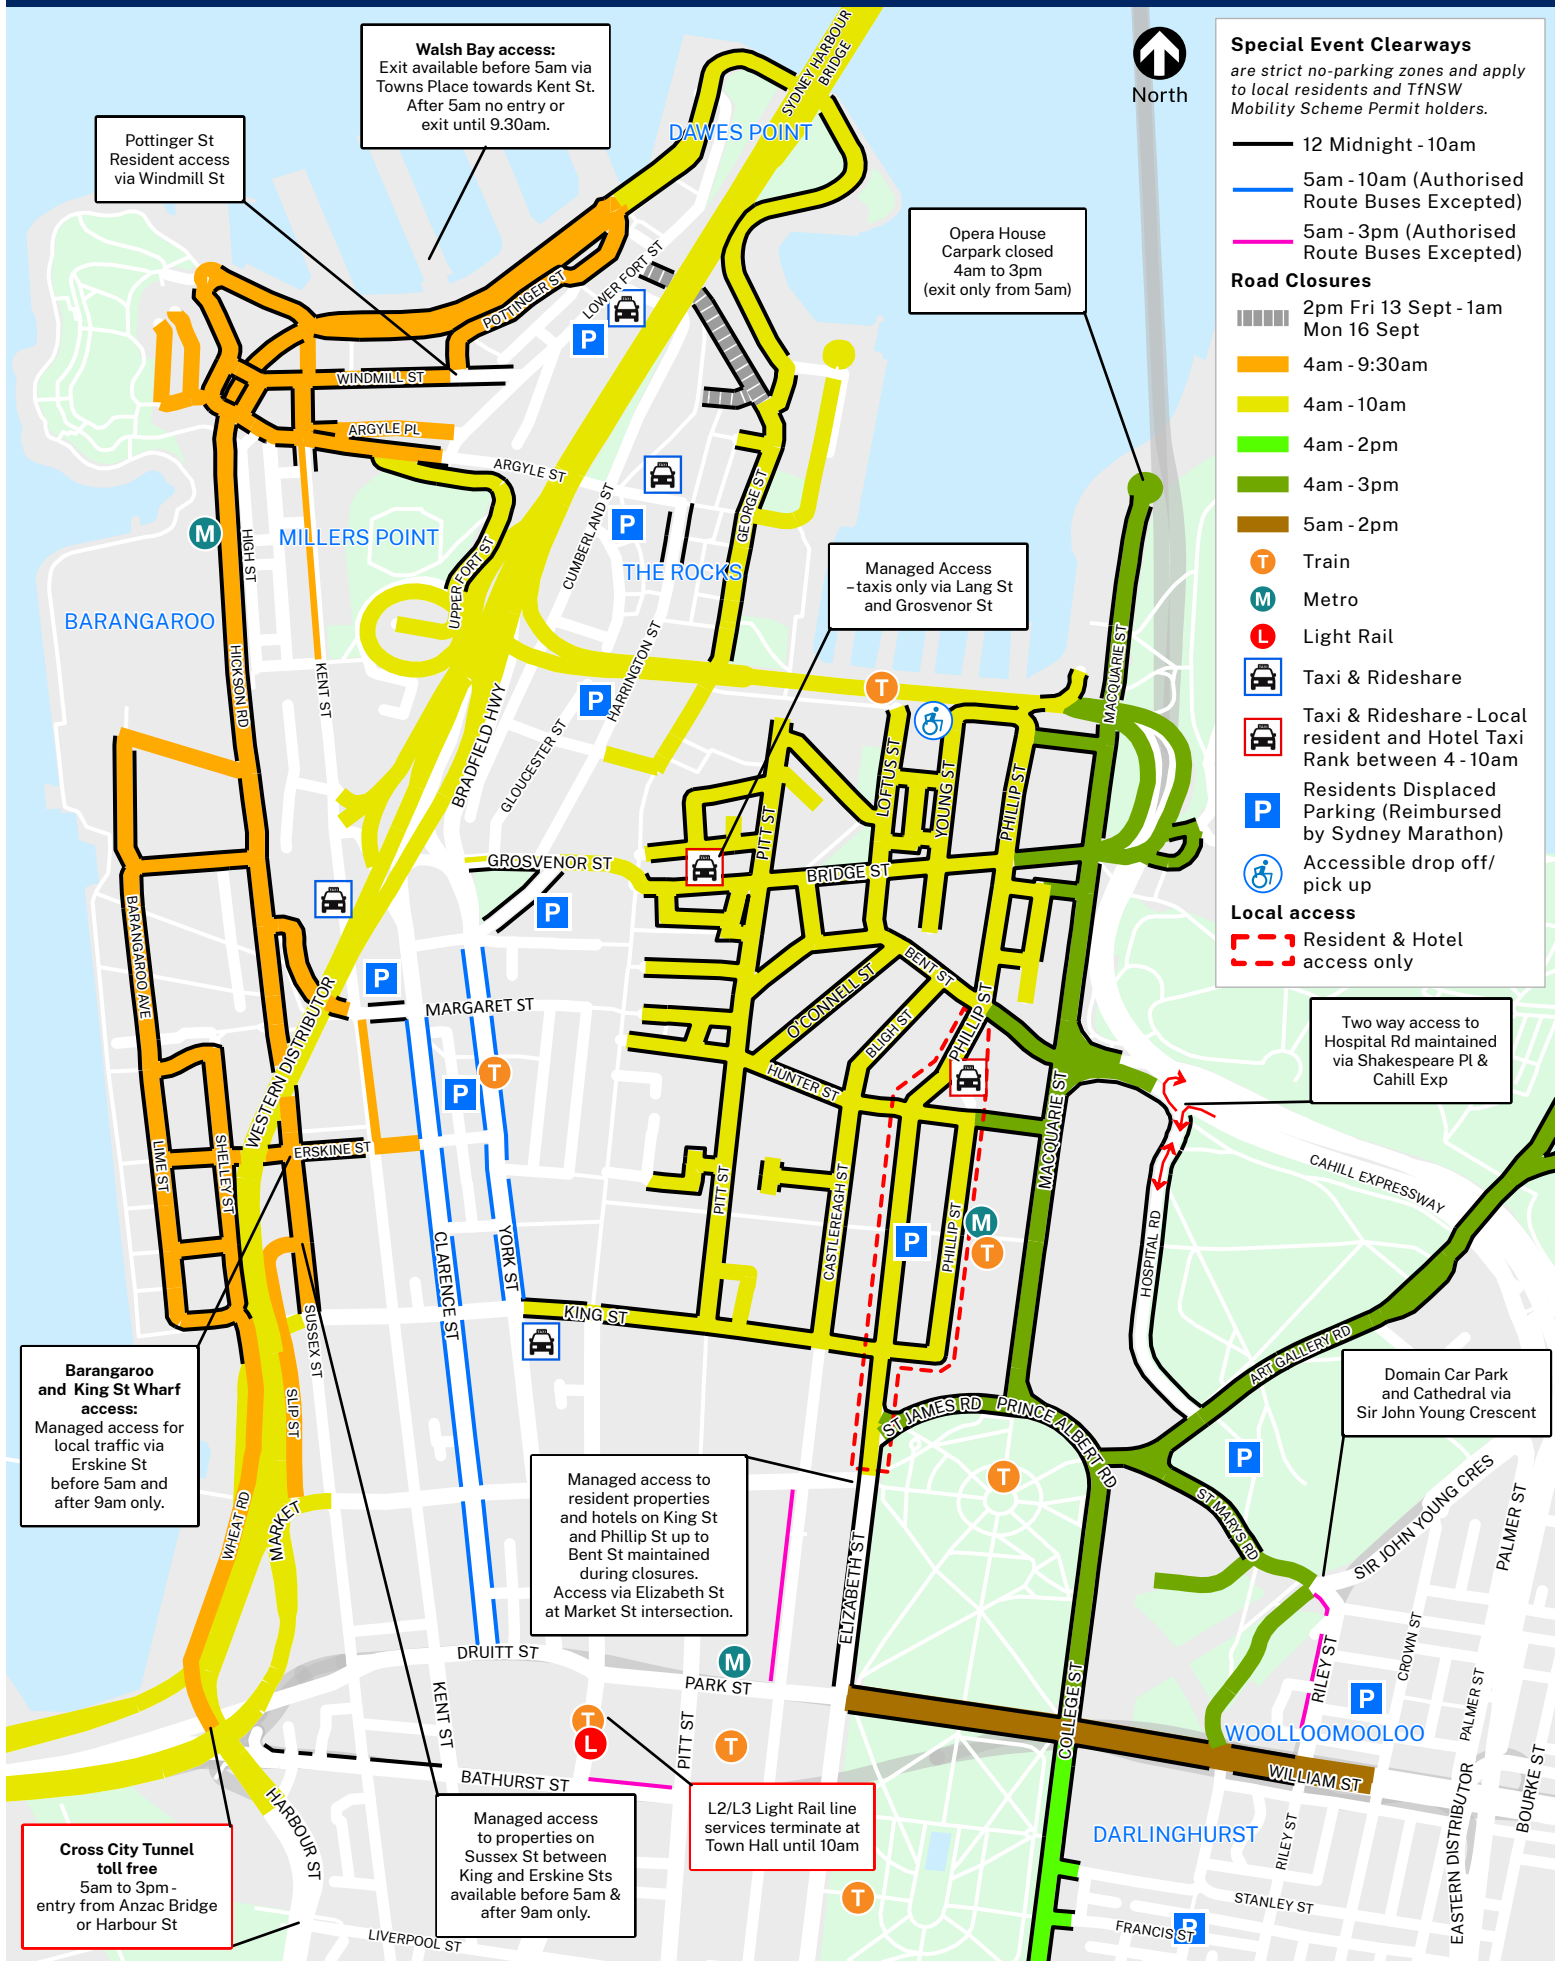 Walsh Bay access:
Exit available before 5am via
Towns Place towards Kent St.
After 5am no entry or
exit until 9.30am.
Pottinger St
Resident access
via Windmill St
SYDNEY HARBOUR
BRIDGE
DAWES POINT
North
Opera House
Carpark closed
4am to 3pm
(exit only from 5am)
Special Event Clearways
are strict no-parking zones and apply
to local residents and TfNSW
Mobility Scheme Permit holders.
12 Midnight - 10am
5am - 10am (Authorised
Route Buses Excepted)
5am - 3pm (Authorised
Route Buses Excepted)
Road Closures
2pm Fri 13 Sept - 1am
Mon 16 Sept
4am - 9:30am
4am - 10am
4am - 2pm
4am - 3pm
5am - 2pm
T Train
M Metro
L Light Rail
TAXI
Taxi & Rideshare
TAXI
Taxi & Rideshare - Local
resident and Hotel Taxi
Rank between 4 - 10am
P
Residents Displaced
Parking (Reimbursed
by Sydney Marathon)
Accessible drop off/
pick up
Local access
Resident & Hotel
access only
LOWER FORT ST
POTTINGER ST
TAXI
P
WINDMILL ST
ARGYLE PL
ARGYLE ST
TAXI
P
GEORGE ST
CUMBERLAND ST
M
HIGH ST
MILLERS POINT
UPPER FORT ST
THE ROCKS
BARANGAROO
HICKSON RD
KENT ST
Managed Access
– taxis only via Lang St
and Grosvenor St
HARRINGTON ST
P
BRADFIELD HWY
GLOUCESTER ST
T
MACQUARIE ST
LOFTUS ST
YOUNG ST
PHILLIP ST
PITT ST
GROSVENOR ST
TAXI
BRIDGE ST
TAXI
P
BARANGAROO AVE
BENT ST
P
WESTERN DISTRIBUTOR
MARGARET ST
O'CONNELL ST
BLIGH ST
PHILLIP ST
T
P
HUNTER ST
TAXI
MACQUARIE ST
Two way access to
Hospital Rd maintained
via Shakespeare Pl &
Cahill Exp
LIME ST
SHELLEY ST
ERSKINE ST
CAHILL EXPRESSWAY
PITT ST
CASTLEREAGH ST
PHILLIP ST
P
M
T
HOSPITAL RD
CLARENCE ST
YORK ST
SUSSEX ST
KING ST
TAXI
ART GALLERY RD
Barangaroo
and King St Wharf
access:
Managed access for
local traffic via
Erskine St
before 5am and
after 9am only.
SLIP ST
ST JAMES RD
PRINCE ALBERT RD
Domain Car Park
and Cathedral via
Sir John Young Crescent
P
T
WHEAT RD
MARKET
Managed access to
resident properties
and hotels on King St
and Phillip St up to
Bent St maintained
during closures.
Access via Elizabeth St
at Market St intersection.
ELIZABETH ST
ST MARYS RD
SIR JOHN YOUNG CRES
PALMER ST
DRUITT ST
M
PARK ST
KENT ST
T
L
PITT ST
T
COLLEGE ST
RILEY ST
CROWN ST
P
PALMER ST
WOOLLOOMOOLOO
WILLIAM ST
BATHURST ST
HARBOUR ST
BOURKE ST
EASTERN DISTRIBUTOR
Cross City Tunnel
toll free
5am to 3pm -
entry from Anzac Bridge
or Harbour St
Managed access
to properties on
Sussex St between
King and Erskine Sts
available before 5am &
after 9am only.
L2/L3 Light Rail line
services terminate at
Town Hall until 10am
DARLINGHURST
RILEY ST
T
STANLEY ST
FRANCIS ST
P
LIVERPOOL ST